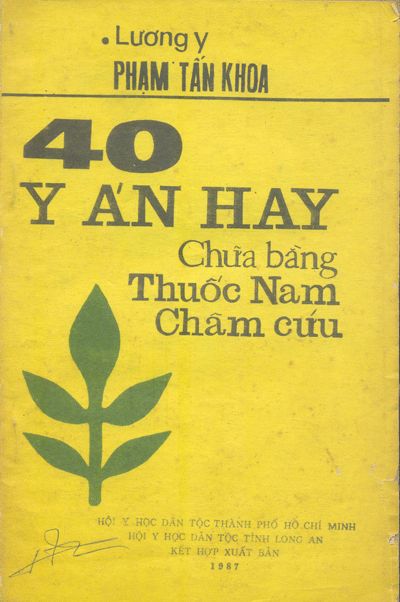 Lương y
PHẠM TẤN KHOA
40
Y ÁN HAY
Chữa bằng
Thuốc Nam
Châm cứu
HỘI Y HỌC DÂN TỘC THÀNH PHỐ HỒ CHÍ MINH
HỘI Y HỌC DÂN TỘC TỈNH LONG AN
KẾT HỢP XUẤT BẢN
1987